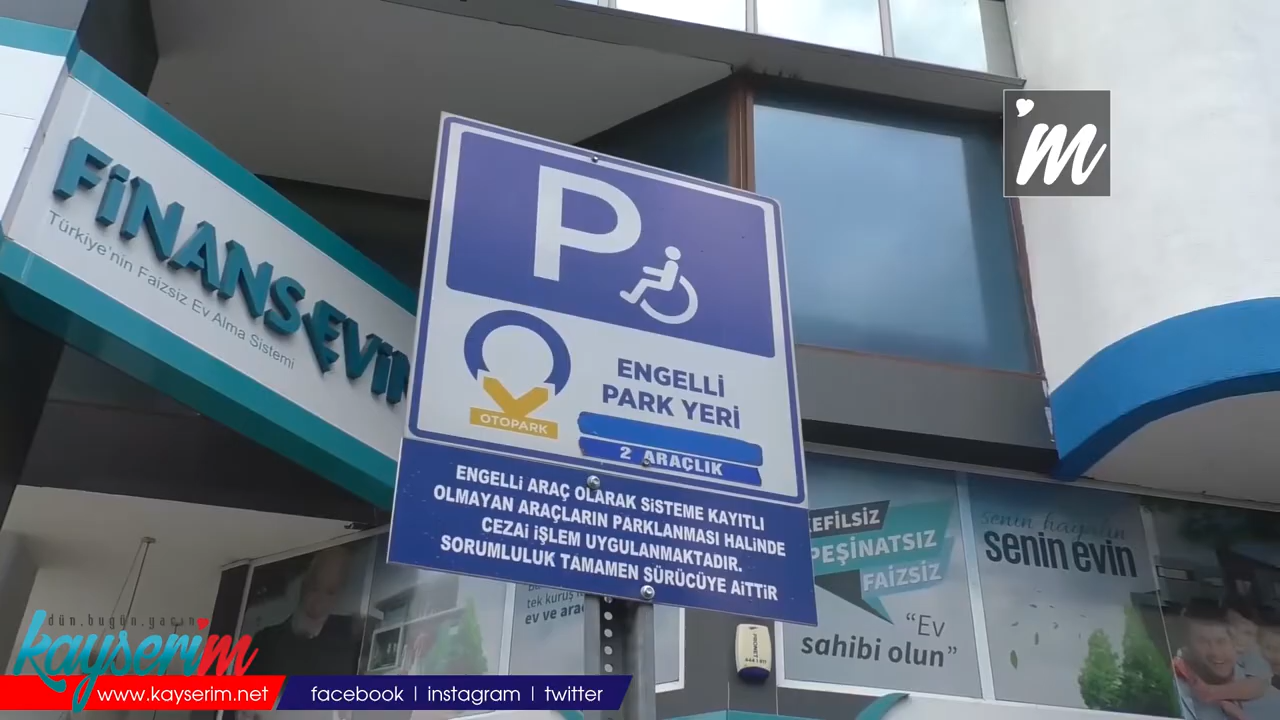 FİNANSEVİN
Türkiye'nin Faizsiz Ev Alma Sistemi
P
ENGELLİ
PARK YERİ
OTOPARK
2 ARAÇLIK
ENGELLİ ARAÇ OLARAK SİSTEME KAYITLI
OLMAYAN ARAÇLARIN PARKLANMASI HALİNDE
CEZAİ İŞLEM UYGULANMAKTADIR.
SORUMLULUK TAMAMEN SÜRÜCÜYE AİTTİR
'm
KEFİLSİZ
PEŞİNATSIZ
FAİZSİZ
"Ev
sahibi olun"
senin hayalin
senin evin
tek kuruş
ev ve
dün.bugün.yarın
kayserim
www.kayserim.net
facebook | instagram | twitter